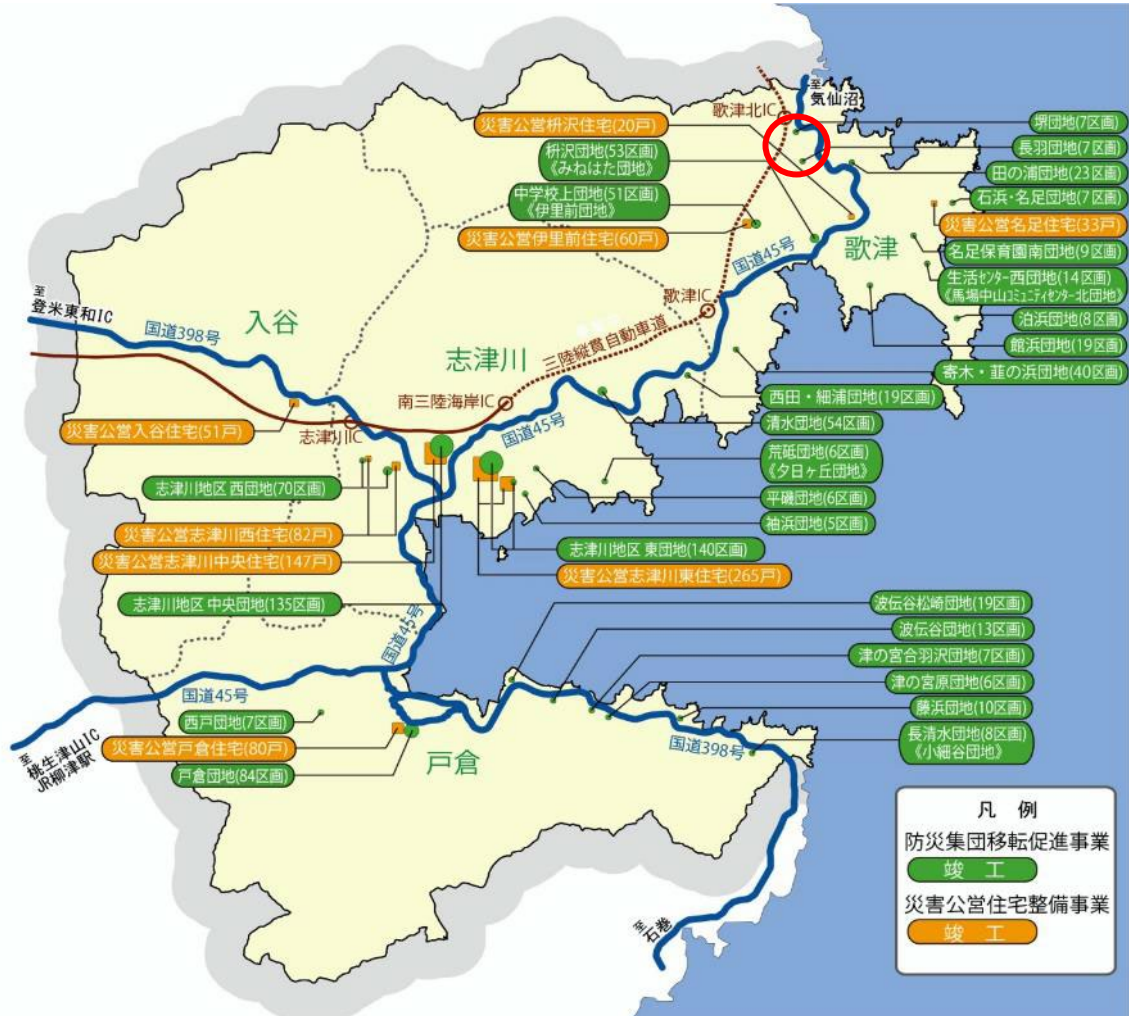 至
気仙沼
歌津北IC
災害公営枡沢住宅(20戸)
枡沢団地(53区画)
《みねはた団地》
中学校上団地(51区画)
《伊里前団地》
災害公営伊里前住宅(60戸)
堺団地(7区画)
長羽団地(7区画)
田の浦団地(23区画)
石浜・名足団地(7区画)
災害公営名足住宅(33戸)
名足保育園南団地(9区画)
生活センター西団地(14区画)
《馬場中山コミュニティセンター北団地》
泊浜団地(8区画)
館浜団地(19区画)
寄木・韮の浜団地(40区画)
歌津
国道45号
歌津IC
三陸縦貫自動車道
至
登米東和IC
国道398号
入谷
志津川
南三陸海岸IC
志津川IC
国道45号
西田・細浦団地(19区画)
清水団地(54区画)
荒砥団地(6区画)
《夕日ヶ丘団地》
平磯団地(6区画)
袖浜団地(5区画)
災害公営入谷住宅(51戸)
志津川地区 西団地(70区画)
災害公営志津川西住宅(82戸)
災害公営志津川中央住宅(147戸)
志津川地区 中央団地(135区画)
志津川地区 東団地(140区画)
災害公営志津川東住宅(265戸)
国道45号
波伝谷松崎団地(19区画)
波伝谷団地(13区画)
津の宮合羽沢団地(7区画)
津の宮原団地(6区画)
藤浜団地(10区画)
長清水団地(8区画)
《小細谷団地》
国道45号
至
桃生津山IC
JR柳津駅
西戸団地(7区画)
災害公営戸倉住宅(80戸)
戸倉団地(84区画)
戸倉
国道398号
至
石巻
凡 例
防災集団移転促進事業
竣 工
災害公営住宅整備事業
竣 工